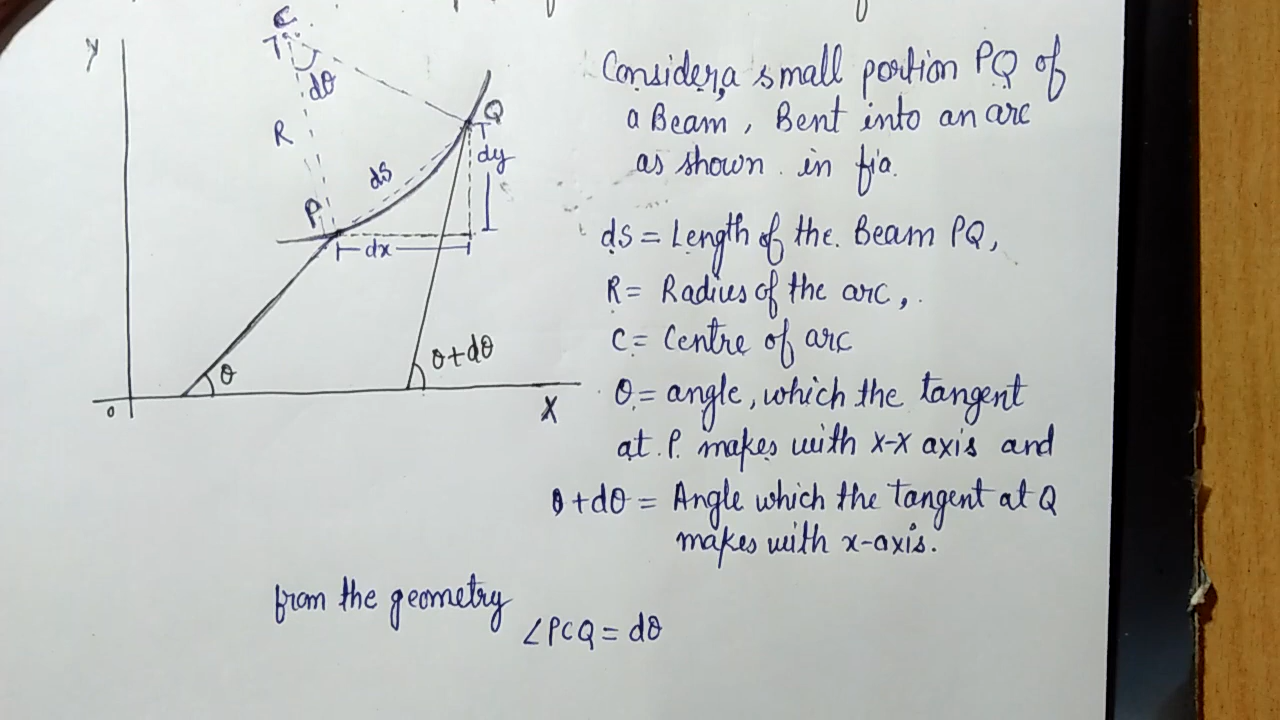 y
C
dθ
R
Q
ds
dy
P
dx
θ
θ+dθ
0
X
Consider, a small portion PQ of
a Beam, Bent into an arc
as shown. in fig.
ds = Length of the. Beam PQ,
R = Radius of the arc,.
C = Centre of arc
θ = angle, which the tangent
at. P. makes with x-x axis and
θ+dθ = Angle which the tangent at Q
makes with x-axis.
from the geometry
∠PCQ = dθ